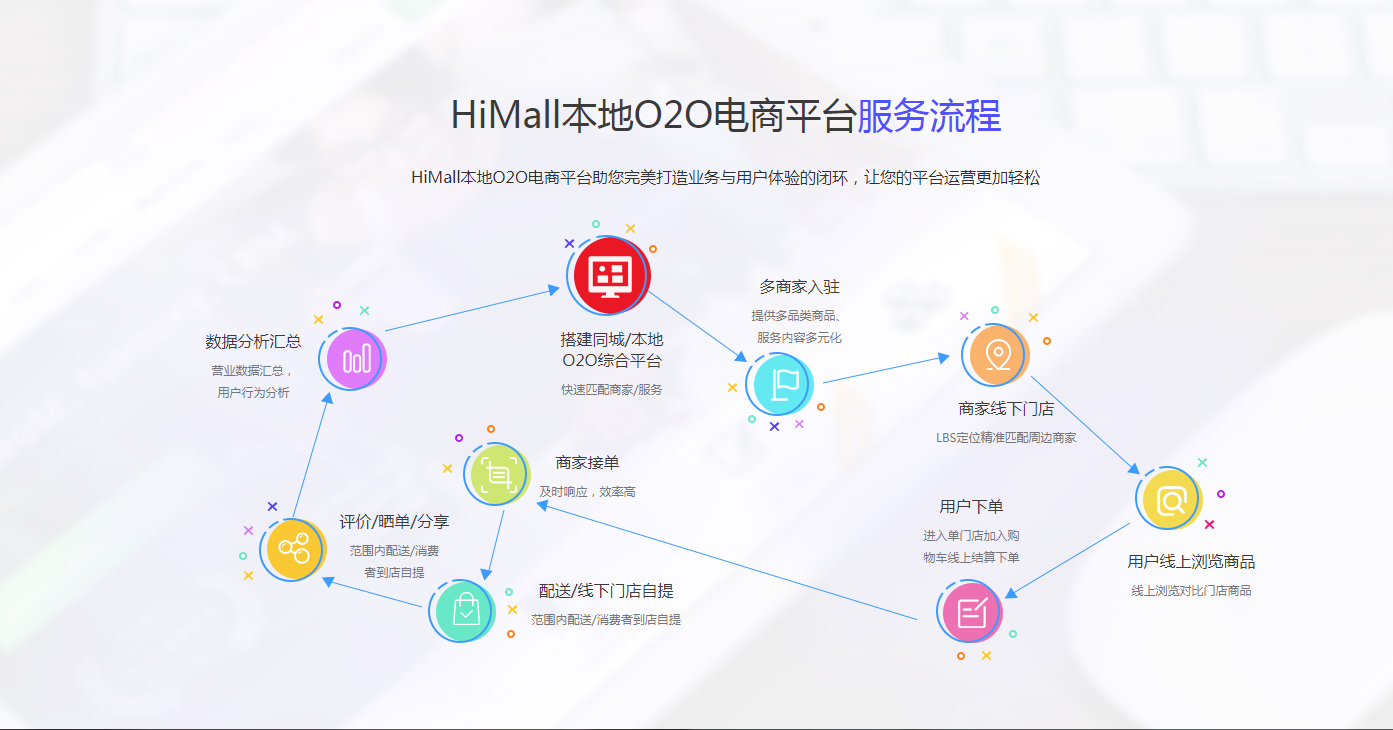 HiMall本地O2O电商平台服务流程
HiMall本地O2O电商平台助您完美打造业务与用户体验的闭环，让您的平台运营更加轻松
搭建同城/本地
O2O综合平台
快速匹配商家/服务
多商家入驻
提供多品类商品、
服务内容多元化
商家线下门店
LBS定位精准匹配周边商家
用户线上浏览商品
线上浏览对比门店商品
用户下单
进入单门店加入购
物车线上结算下单
商家接单
及时响应，效率高
配送/线下门店自提
范围内配送/消费者到店自提
评价/晒单/分享
范围内配送/消费
者到店自提
数据分析汇总
营业数据汇总，
用户行为分析